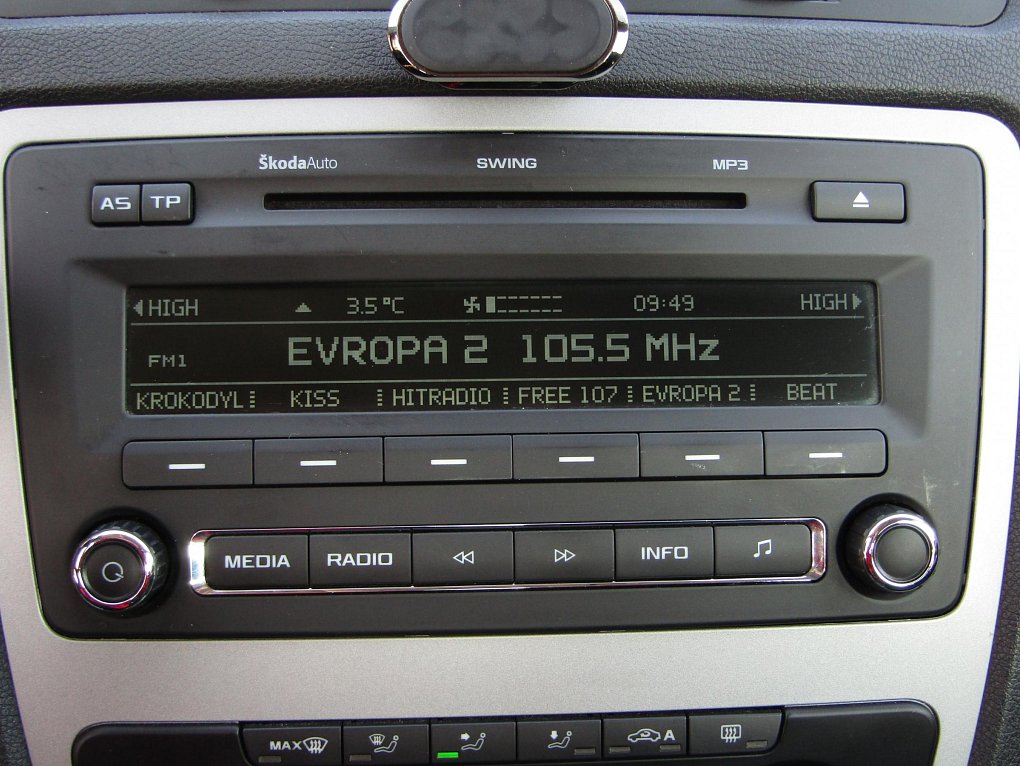 ŠkodaAuto SWING MP3
AS TP
HIGH 3.5°C 09:49 HIGH
FM1 EVROPA 2 105.5 MHz
KROKODYL KISS HITRADIO FREE 107 EVROPA 2 BEAT
MEDIA RADIO INFO
MAX A